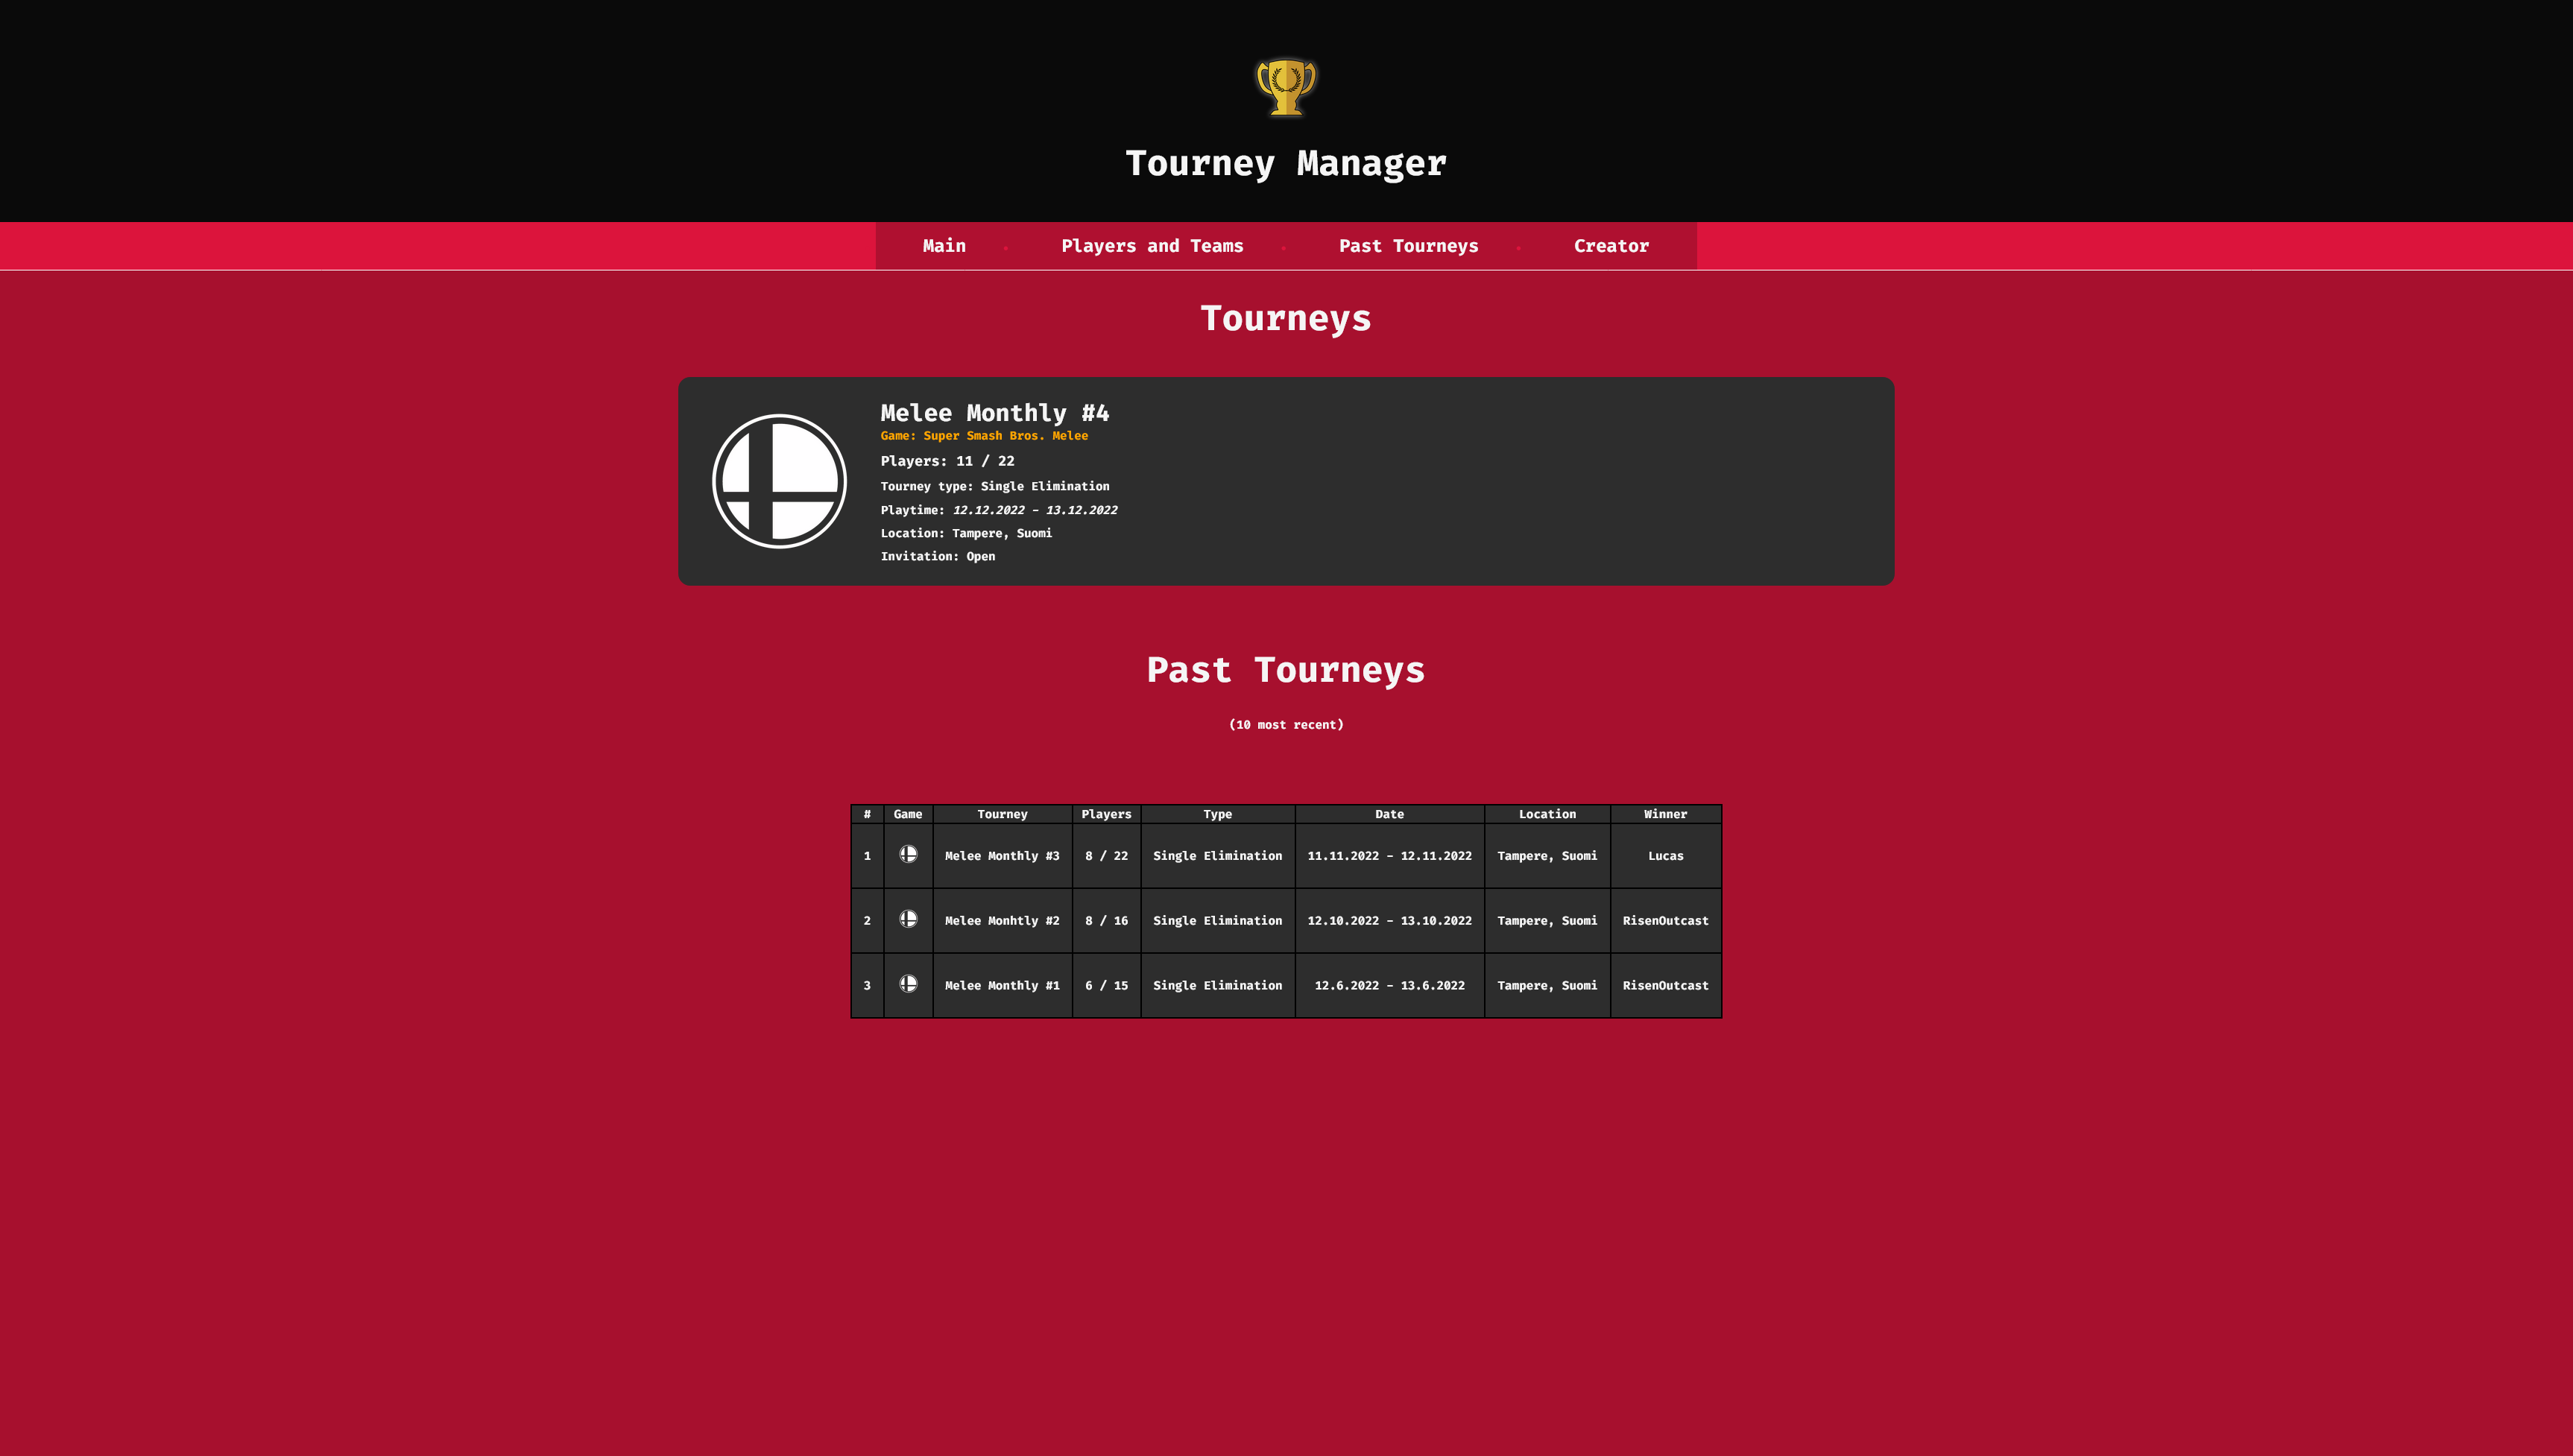 Tourney Manager
Main • Players and Teams • Past Tourneys • Creator
Tourneys
Melee Monthly #4
Game: Super Smash Bros. Melee
Players: 11 / 22
Tourney type: Single Elimination
Playtime: 12.12.2022 - 13.12.2022
Location: Tampere, Suomi
Invitation: Open
Past Tourneys
(10 most recent)
# Game Tourney Players Type Date Location Winner
1 Melee Monthly #3 8 / 22 Single Elimination 11.11.2022 - 12.11.2022 Tampere, Suomi Lucas
2 Melee Monhtly #2 8 / 16 Single Elimination 12.10.2022 - 13.10.2022 Tampere, Suomi RisenOutcast
3 Melee Monthly #1 6 / 15 Single Elimination 12.6.2022 - 13.6.2022 Tampere, Suomi RisenOutcast